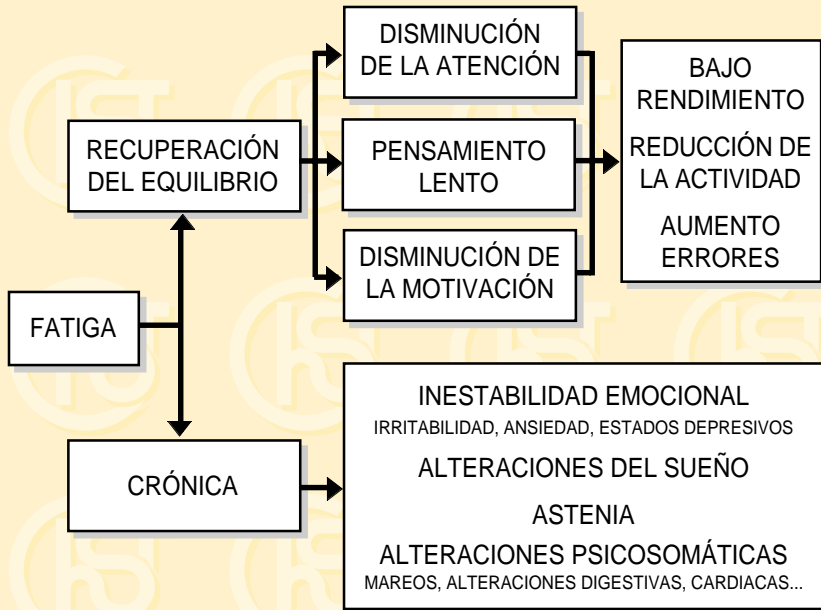 FATIGA
RECUPERACIÓN
DEL EQUILIBRIO
DISMINUCIÓN
DE LA ATENCIÓN
PENSAMIENTO
LENTO
DISMINUCIÓN DE
LA MOTIVACIÓN
BAJO
RENDIMIENTO
REDUCCIÓN DE
LA ACTIVIDAD
AUMENTO
ERRORES
CRÓNICA
INESTABILIDAD EMOCIONAL
IRRITABILIDAD, ANSIEDAD, ESTADOS DEPRESIVOS
ALTERACIONES DEL SUEÑO
ASTENIA
ALTERACIONES PSICOSOMÁTICAS
MAREOS, ALTERACIONES DIGESTIVAS, CARDIACAS...